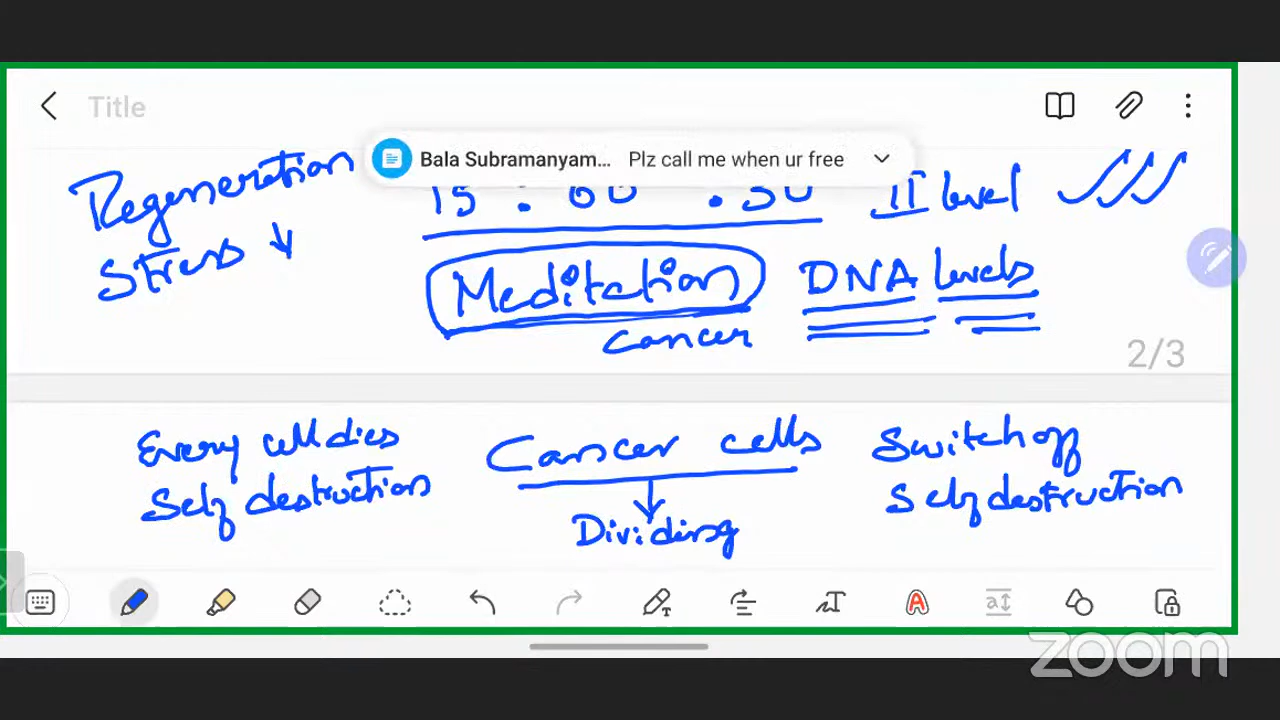 Title
Bala Subramanyam... Plz call me when ur free
Regeneration
Stress ↓
15 : 60 : 30 II level
Meditation DNA levels
cancer
2/3
Every cell dies
Self destruction
Cancer cells
↓
Dividing
Switch off
Self destruction
zoom